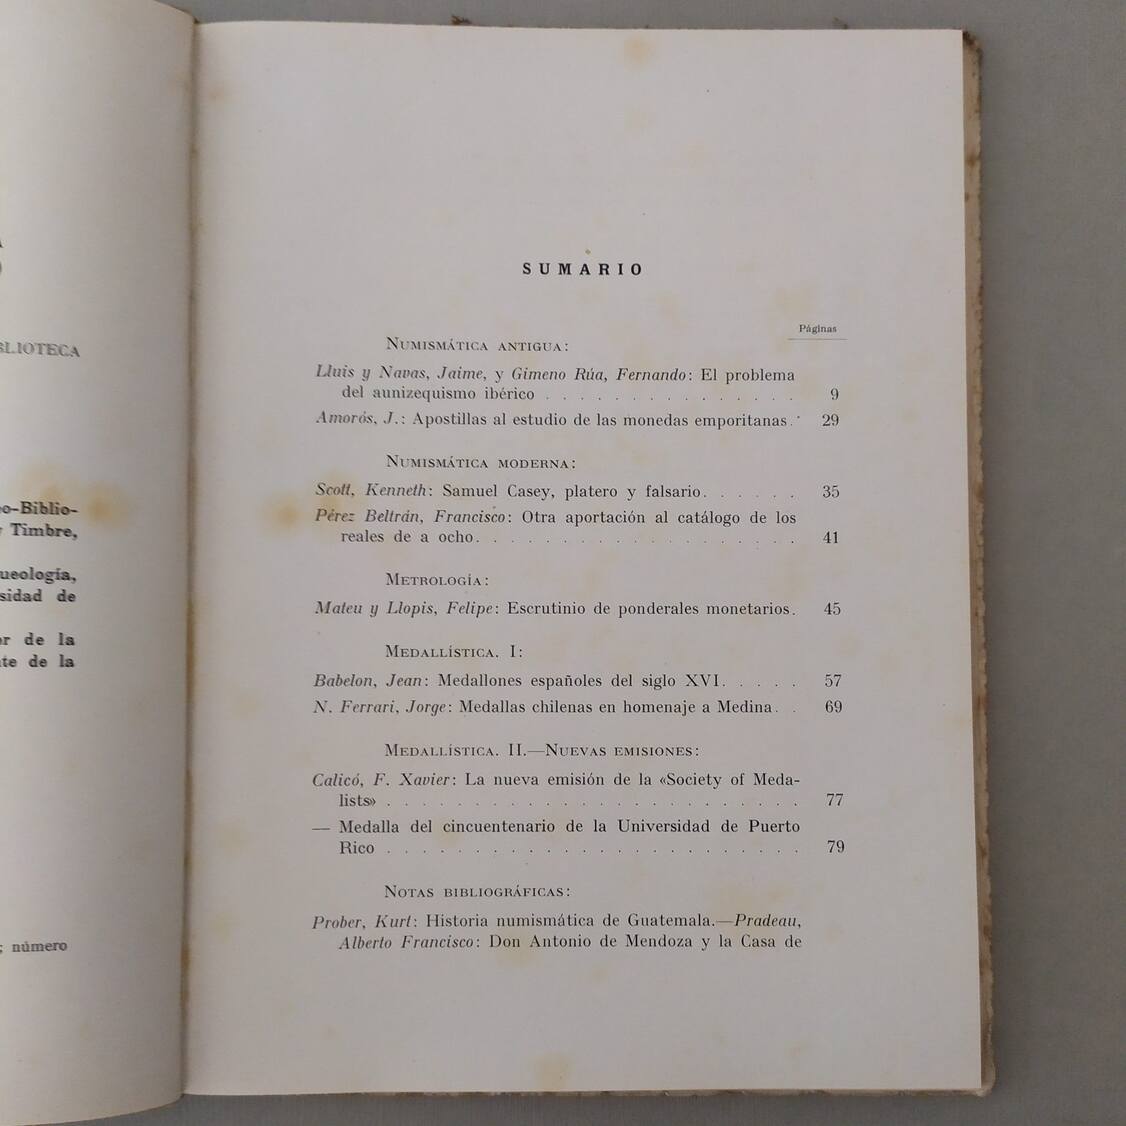 A
)
BLIOTECA
eo-Biblio-
y Timbre,
ueología,
sidad de
or de la
te de la
; número
SUMARIO
Páginas
Numismática antigua:
Lluis y Navas, Jaime, y Gimeno Rúa, Fernando: El problema
del aunizequismo ibérico . . . . . . . . . . . . . . 9
Amorós, J.: Apostillas al estudio de las monedas emporitanas. 29
Numismática moderna:
Scott, Kenneth: Samuel Casey, platero y falsario. . . . . . 35
Pérez Beltrán, Francisco: Otra aportación al catálogo de los
reales de a ocho. . . . . . . . . . . . . . . . . . 41
Metrología:
Mateu y Llopis, Felipe: Escrutinio de ponderales monetarios. 45
Medallística. I:
Babelon, Jean: Medallones españoles del siglo XVI. . . . . 57
N. Ferrari, Jorge: Medallas chilenas en homenaje a Medina. . 69
Medallística. II.—Nuevas emisiones:
Calicó, F. Xavier: La nueva emisión de la «Society of Meda-
lists» . . . . . . . . . . . . . . . . . . . . . . 77
— Medalla del cincuentenario de la Universidad de Puerto
Rico . . . . . . . . . . . . . . . . . . . . . . 79
Notas bibliográficas:
Prober, Kurt: Historia numismática de Guatemala.—Pradeau,
Alberto Francisco: Don Antonio de Mendoza y la Casa de